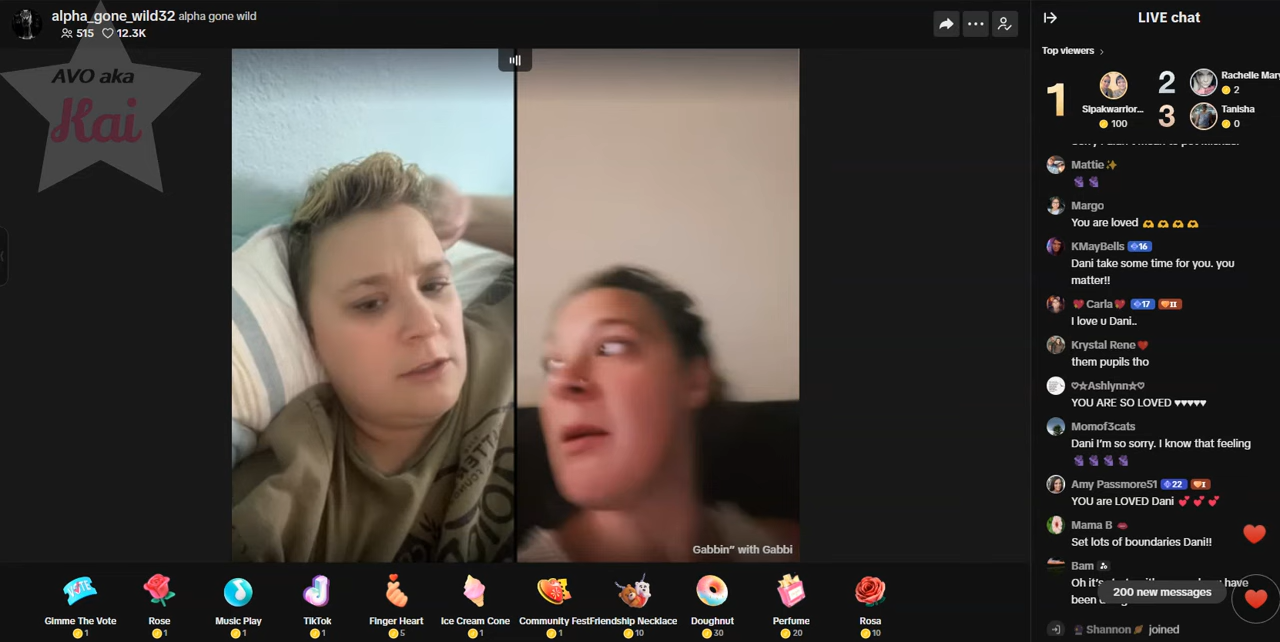 alpha_gone_wild32 alpha gone wild
515 12.3K
AVO aka
Kai
Gabbin" with Gabbi
Gimme The Vote
1
Rose
1
Music Play
1
TikTok
1
Finger Heart
5
Ice Cream Cone
1
Community Fest
1
Friendship Necklace
10
Doughnut
30
Perfume
20
Rosa
10
LIVE chat
Top viewers
1
Sipakwarrior...
100
2
Rachelle Mar
2
3
Tanisha
0
Mattie
Margo
You are loved
KMayBells 16
Dani take some time for you. you
matter!!
Carla 17 II
I love u Dani..
Krystal Rene
them pupils tho
♡☆Ashlynn☆♡
YOU ARE SO LOVED ♥♥♥♥♥
Momof3cats
Dani I'm so sorry. I know that feeling
Amy Passmore51 22 I
YOU are LOVED Dani
Mama B
Set lots of boundaries Dani!!
Bam
200 new messages
Shannon joined